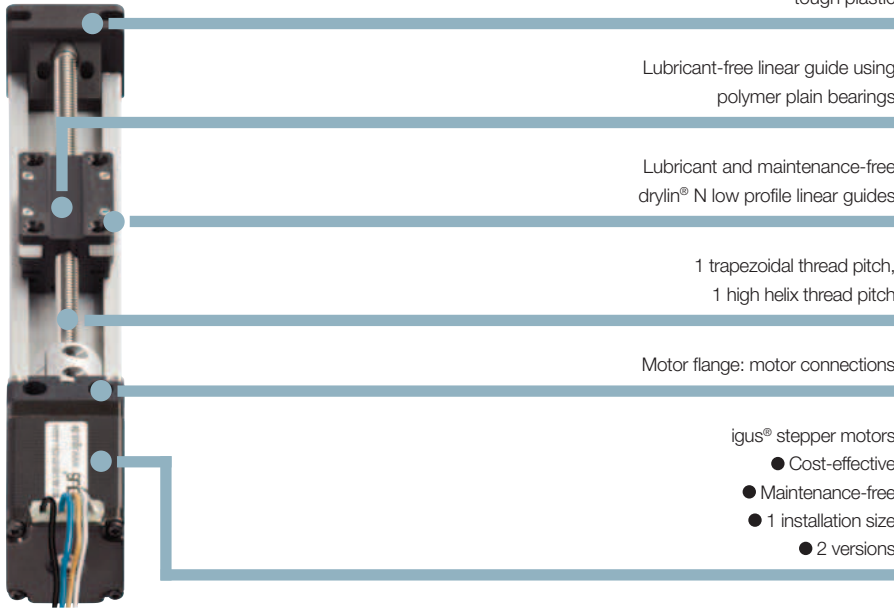 tough plastic
Lubricant-free linear guide using
polymer plain bearings
Lubricant and maintenance-free
drylin® N low profile linear guides
1 trapezoidal thread pitch,
1 high helix thread pitch
Motor flange: motor connections
igus® stepper motors
● Cost-effective
● Maintenance-free
● 1 installation size
● 2 versions